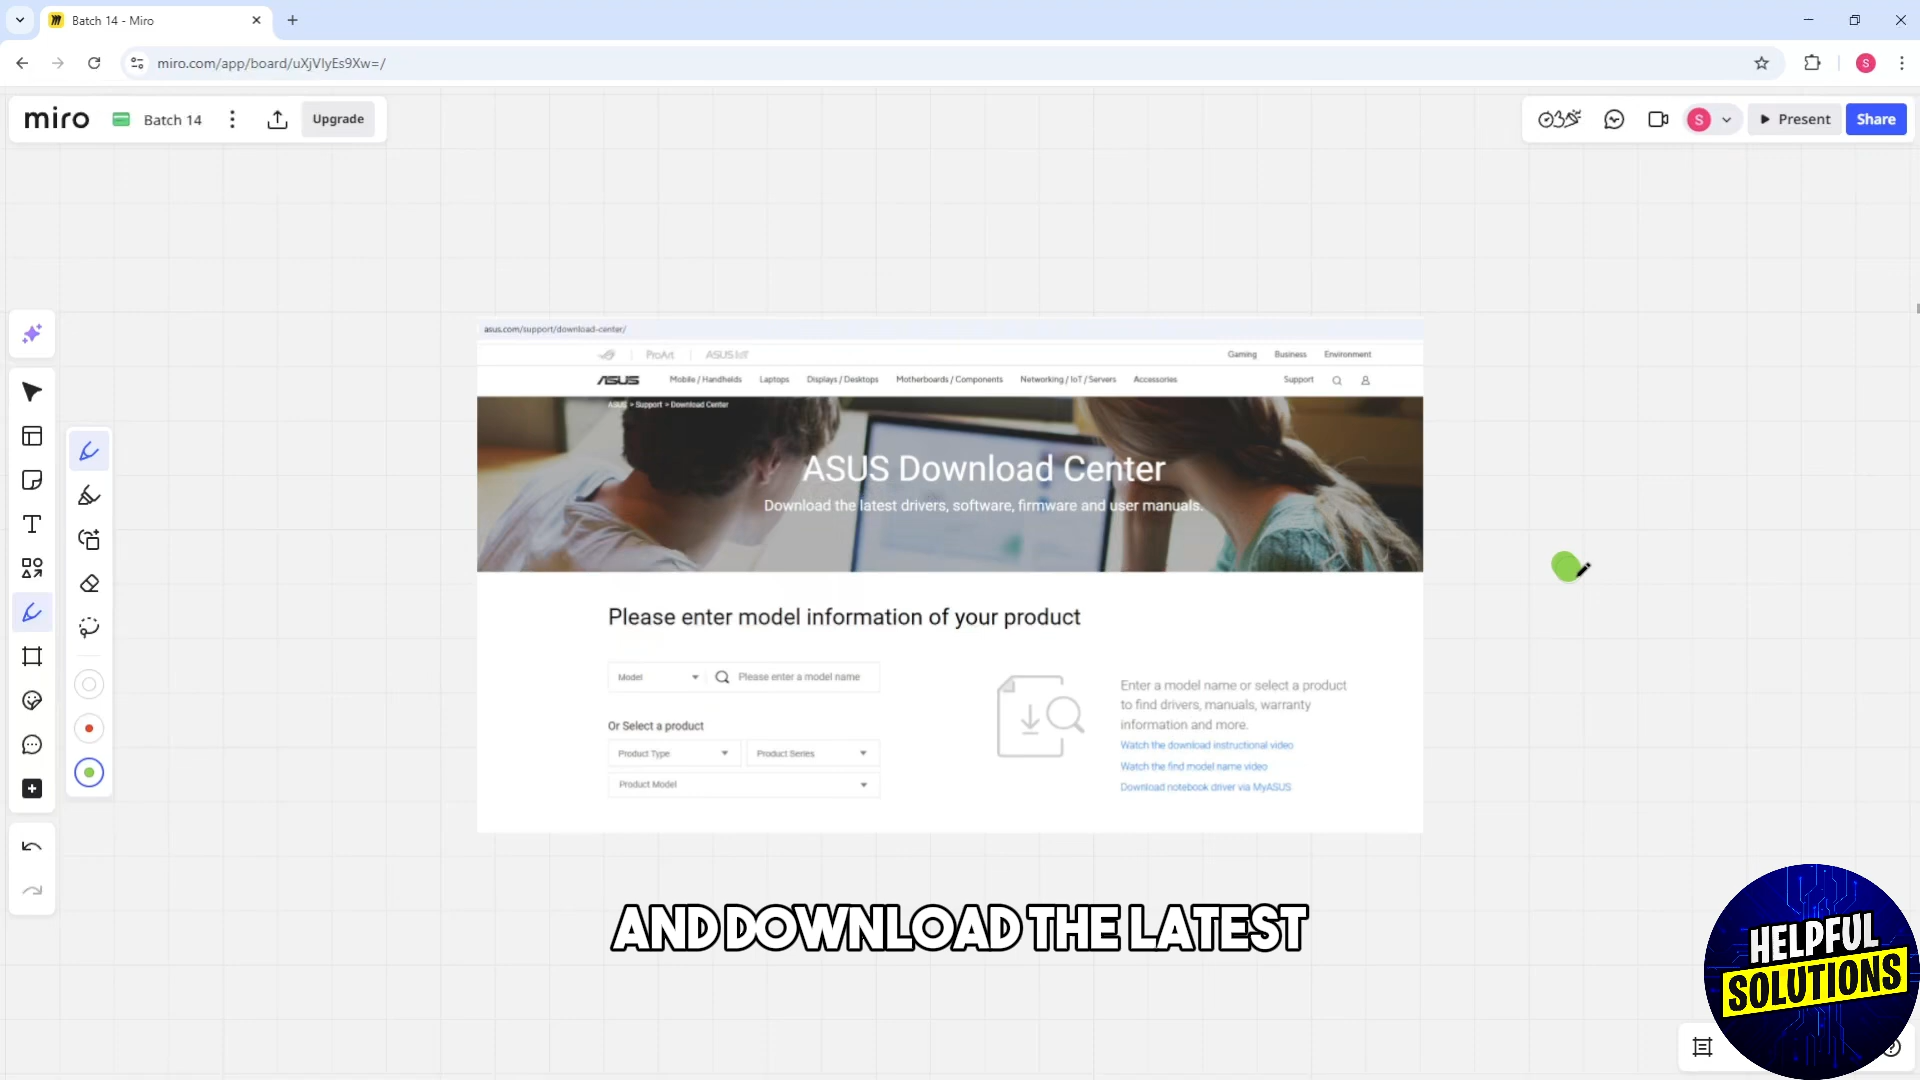 Batch 14 - Miro
miro.com/app/board/uXjVIyEs9Xw=/
S
miro
Batch 14
Upgrade
S
Present
Share
asus.com/support/download-center/
ProArt
ASUS IoT
Gaming
Business
Environment
ASUS
Mobile / Handhelds
Laptops
Displays / Desktops
Motherboards / Components
Networking / IoT / Servers
Accessories
Support
ASUS > Support > Download Center
ASUS Download Center
Download the latest drivers, software, firmware and user manuals.
Please enter model information of your product
Model
Please enter a model name
Or Select a product
Product Type
Product Series
Product Model
Enter a model name or select a product
to find drivers, manuals, warranty
information and more.
Watch the download instructional video
Watch the find model name video
Download notebook driver via MyASUS
AND DOWNLOAD THE LATEST
HELPFUL
SOLUTIONS